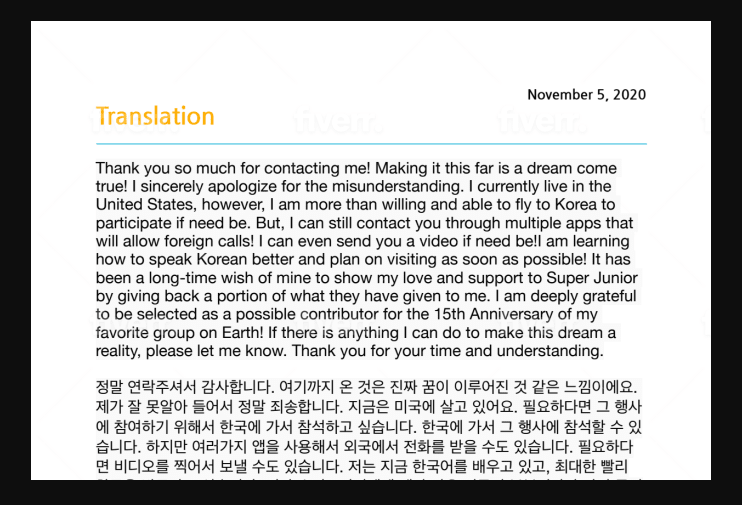 November 5, 2020
Translation
Thank you so much for contacting me! Making it this far is a dream come
true! I sincerely apologize for the misunderstanding. I currently live in the
United States, however, I am more than willing and able to fly to Korea to
participate if need be. But, I can still contact you through multiple apps that
will allow foreign calls! I can even send you a video if need be!I am learning
how to speak Korean better and plan on visiting as soon as possible! It has
been a long-time wish of mine to show my love and support to Super Junior
by giving back a portion of what they have given to me. I am deeply grateful
to be selected as a possible contributor for the 15th Anniversary of my
favorite group on Earth! If there is anything I can do to make this dream a
reality, please let me know. Thank you for your time and understanding.
정말 연락주셔서 감사합니다. 여기까지 온 것은 진짜 꿈이 이루어진 것 같은 느낌이에요.
제가 잘 못알아 들어서 정말 죄송합니다. 지금은 미국에 살고 있어요. 필요하다면 그 행사
에 참여하기 위해서 한국에 가서 참석하고 싶습니다. 한국에 가서 그 행사에 참석할 수 있
습니다. 하지만 여러가지 앱을 사용해서 외국에서 전화를 받을 수도 있습니다. 필요하다
면 비디오를 찍어서 보낼 수도 있습니다. 저는 지금 한국어를 배우고 있고, 최대한 빨리